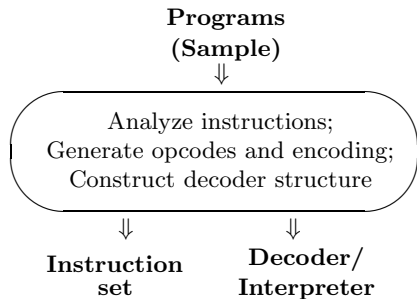 Programs
(Sample)
⇓
Analyze instructions;
Generate opcodes and encoding;
Construct decoder structure
⇓ ⇓
Instruction Decoder/
set Interpreter